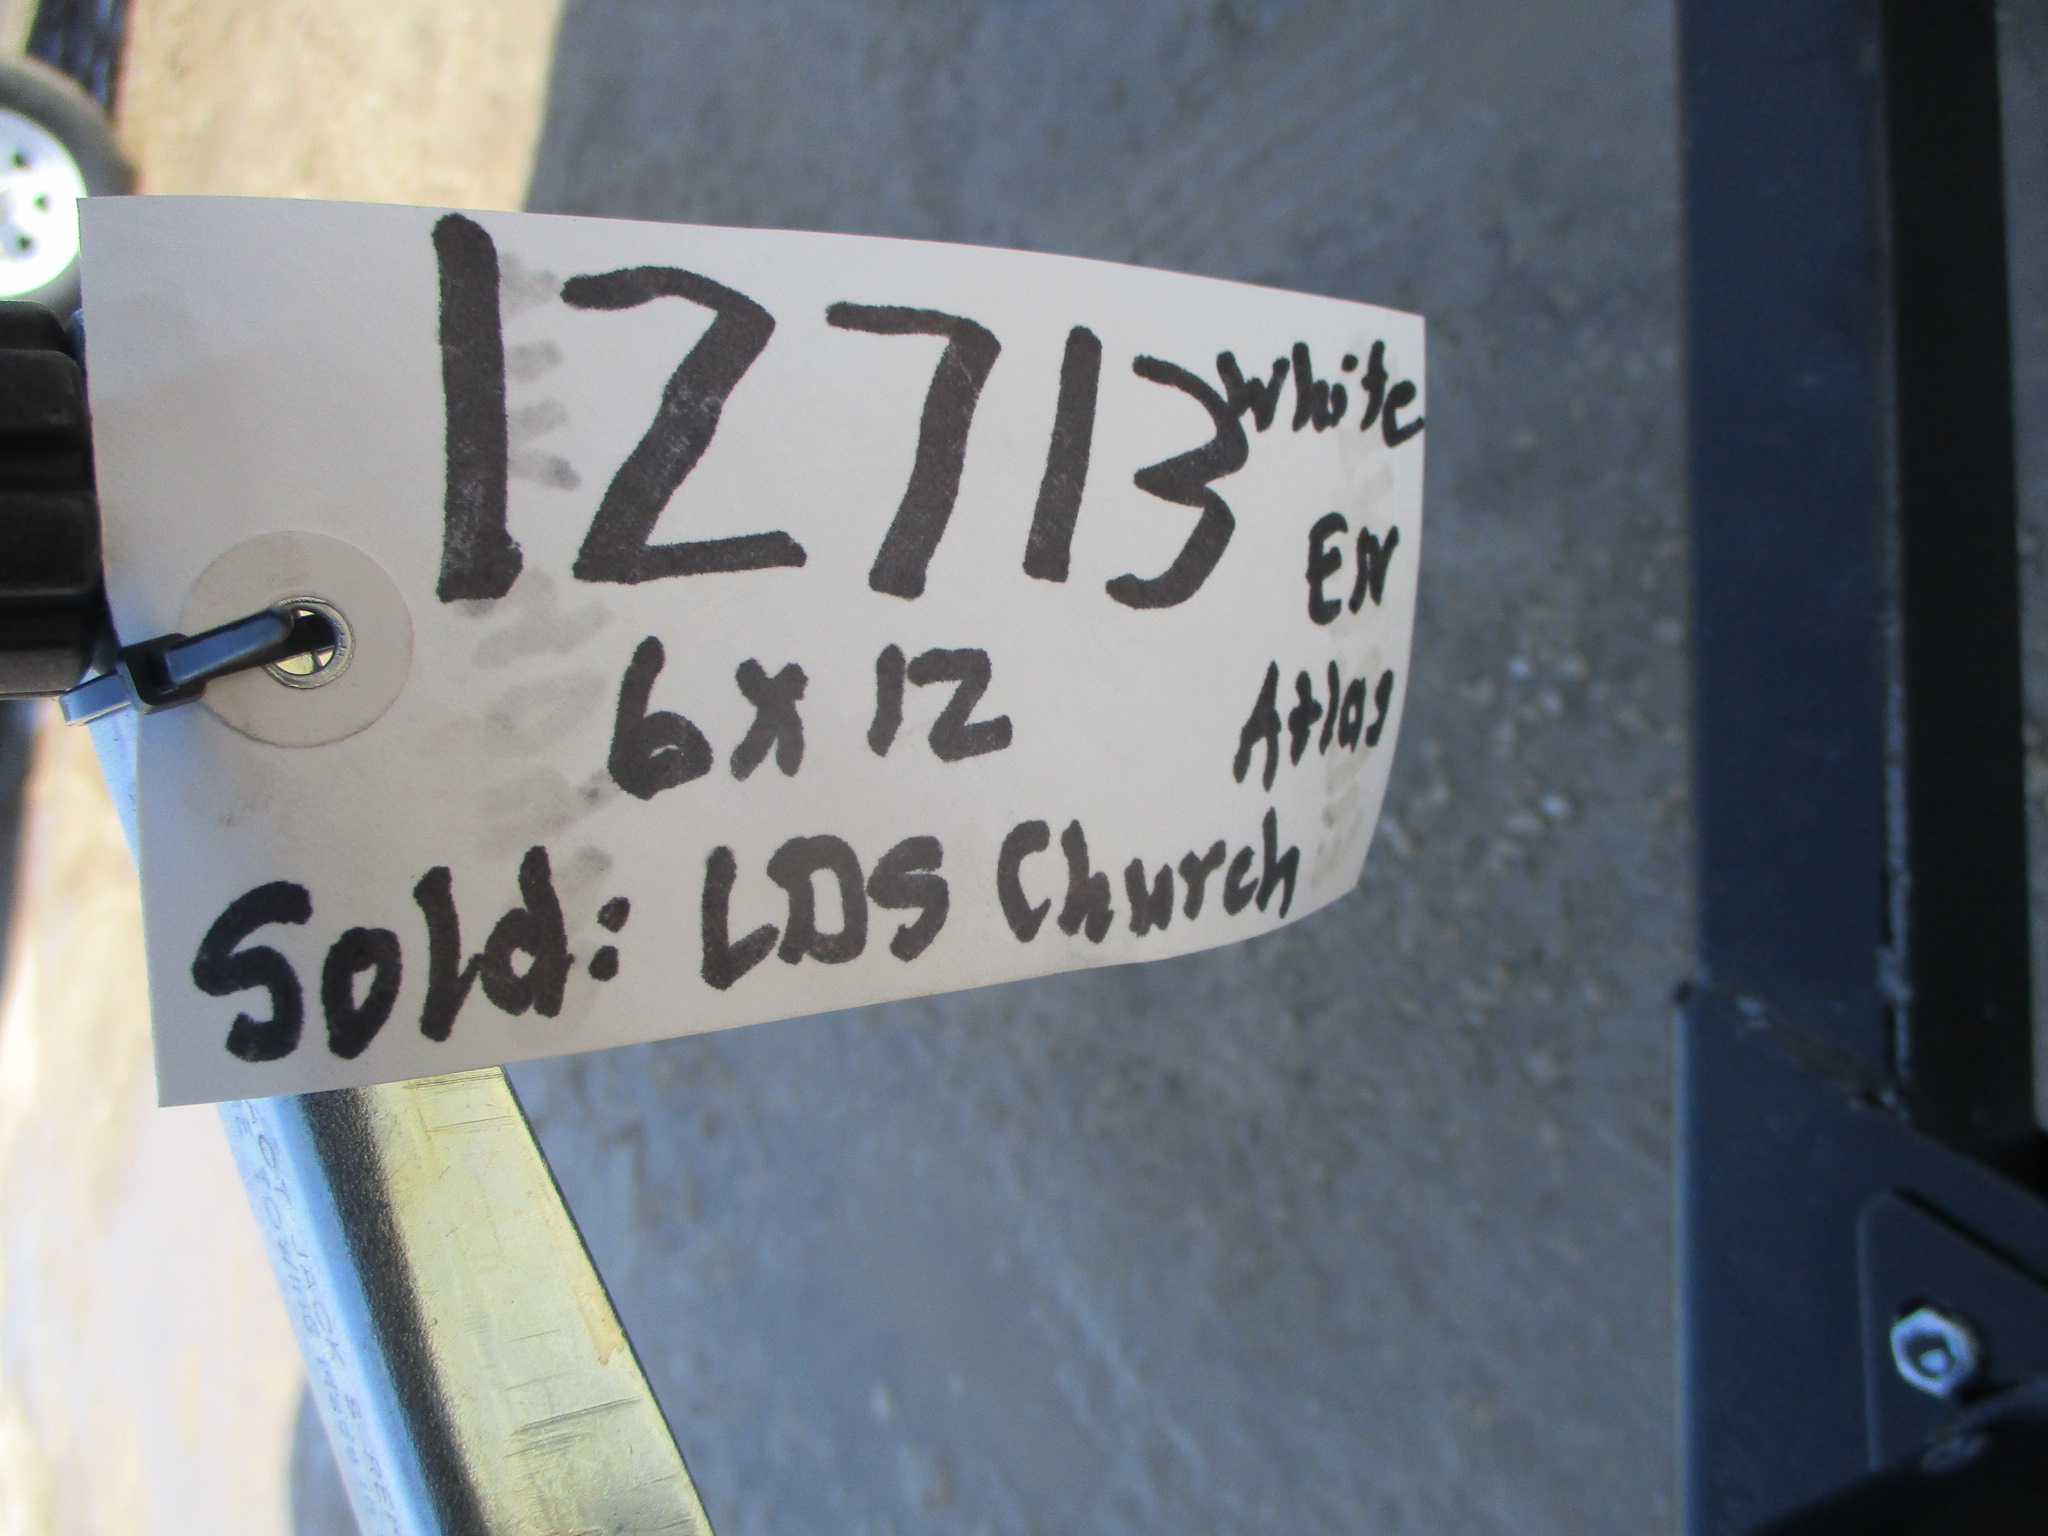 12713
White
EN
Atlas
6x12
Sold: LDS Church